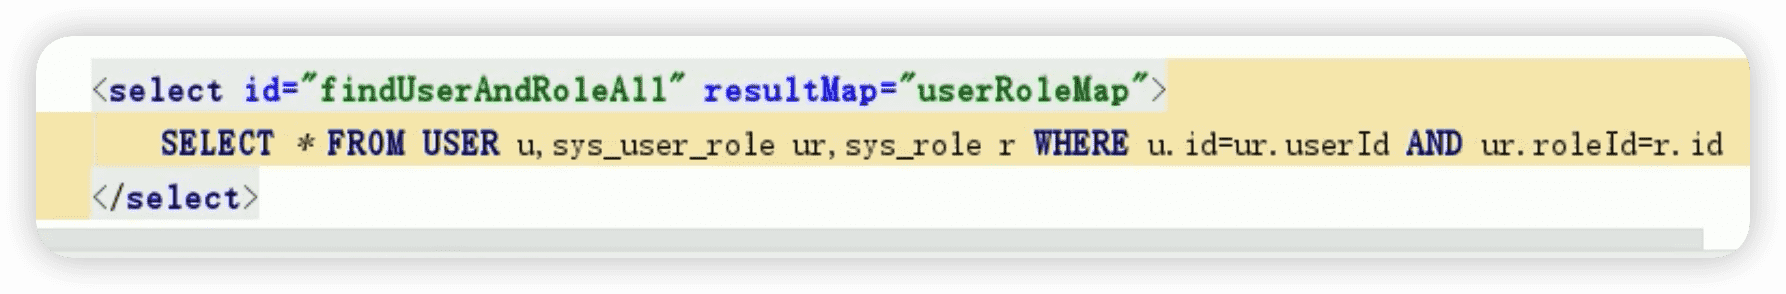 <select id="findUserAndRoleAll" resultMap="userRoleMap">
SELECT * FROM USER u,sys_user_role ur,sys_role r WHERE u.id=ur.userId AND ur.roleId=r.id
</select>